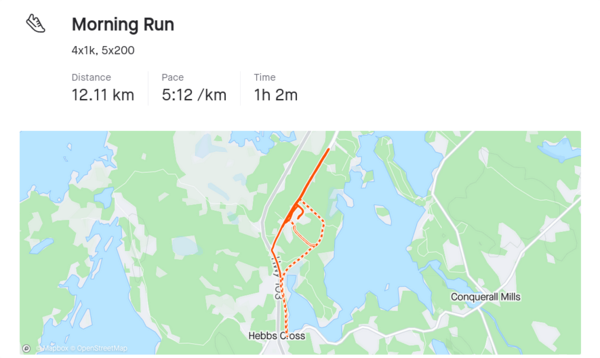 Morning Run
4x1k, 5x200
Distance Pace Time
12.11 km 5:12 /km 1h 2m
HWY 103
Conquerall Mills
Hebbs Cross
© Mapbox © OpenStreetMap